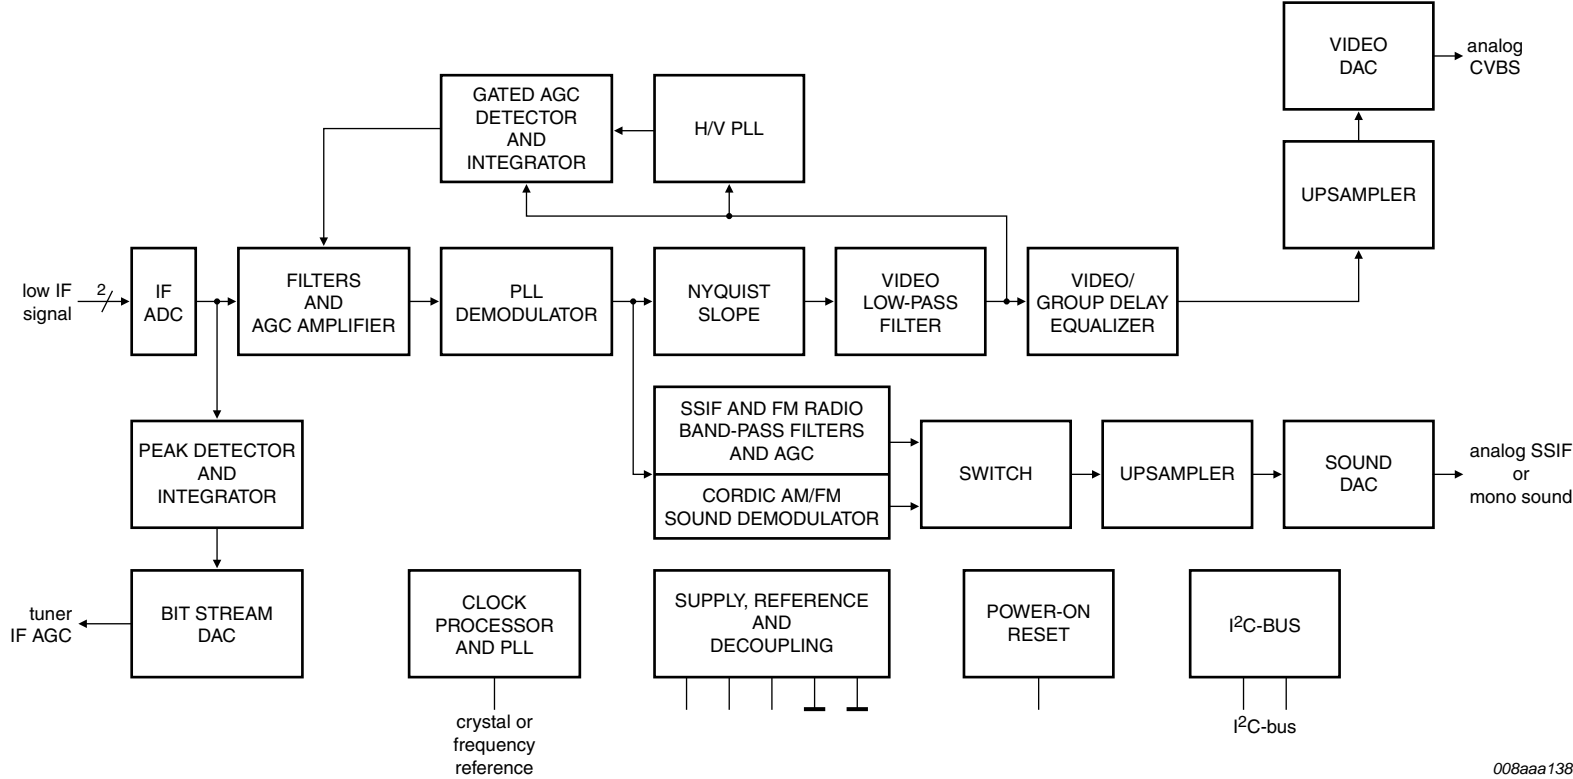 VIDEO
DAC
analog
CVBS
GATED AGC
DETECTOR
AND
INTEGRATOR
H/V PLL
UPSAMPLER
low IF
signal
2
IF
ADC
FILTERS
AND
AGC AMPLIFIER
PLL
DEMODULATOR
NYQUIST
SLOPE
VIDEO
LOW-PASS
FILTER
VIDEO/
GROUP DELAY
EQUALIZER
PEAK DETECTOR
AND
INTEGRATOR
SSIF AND FM RADIO
BAND-PASS FILTERS
AND AGC
CORDIC AM/FM
SOUND DEMODULATOR
SWITCH
UPSAMPLER
SOUND
DAC
analog SSIF
or
mono sound
tuner
IF AGC
BIT STREAM
DAC
CLOCK
PROCESSOR
AND PLL
SUPPLY, REFERENCE
AND
DECOUPLING
POWER-ON
RESET
I²C-BUS
crystal or
frequency
reference
I²C-bus
008aaa138